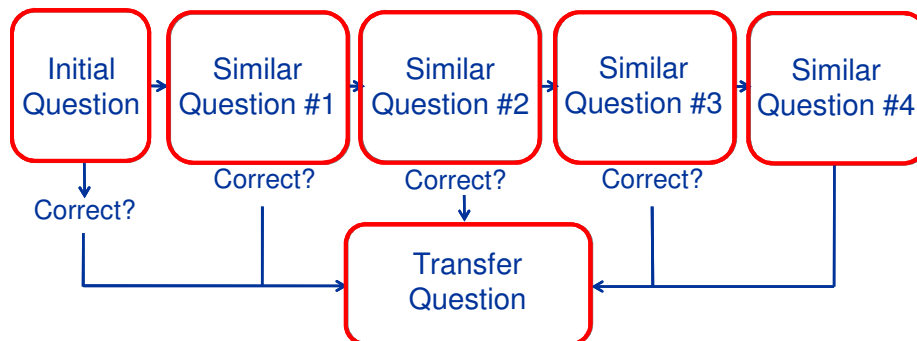 Initial
Question
Similar
Question #1
Similar
Question #2
Similar
Question #3
Similar
Question #4
Correct?
Correct?
Correct?
Correct?
Transfer
Question